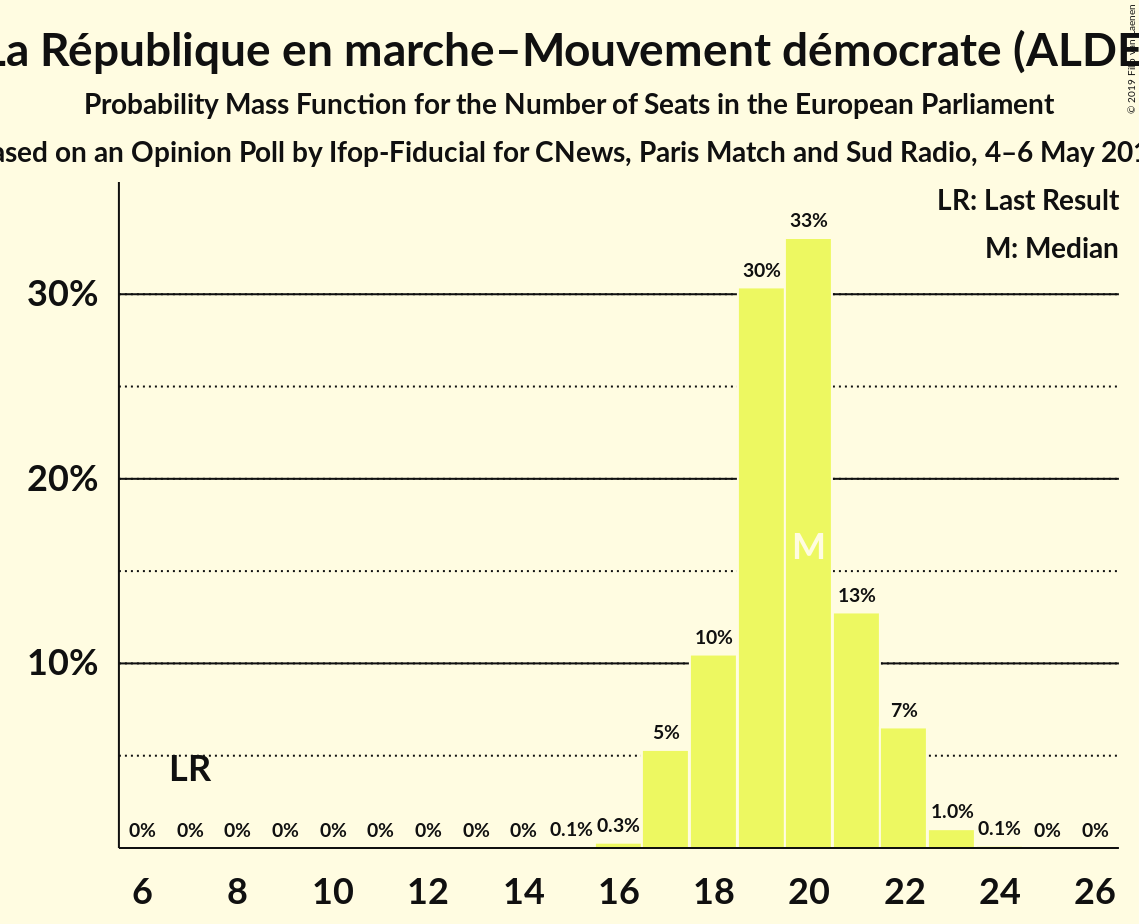 La République en marche–Mouvement démocrate (ALDE
Probability Mass Function for the Number of Seats in the European Parliament
ased on an Opinion Poll by Ifop-Fiducial for CNews, Paris Match and Sud Radio, 4–6 May 201
© 2019 Fil
LR: Last Result
M: Median
33%
30%
30%
20%
M
13%
10%
10%
7%
5%
LR
0% 0% 0% 0% 0% 0% 0% 0% 0% 0.1% 0.3% 1.0% 0.1% 0% 0%
6 8 10 12 14 16 18 20 22 24 26